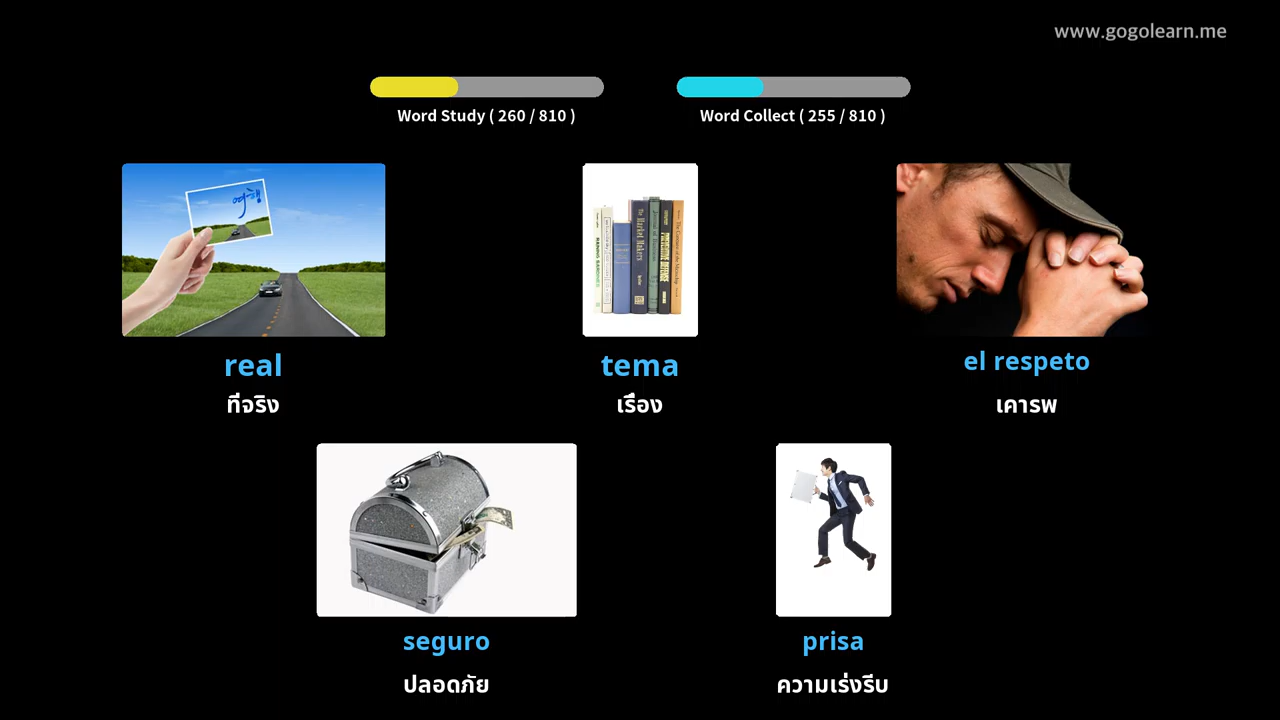 www.gogolearn.me
Word Study ( 260 / 810 )
Word Collect ( 255 / 810 )
여행
real
tema
el respeto
ที่จริง
เรื่อง
เคารพ
seguro
prisa
ปลอดภัย
ความเร่งรีบ